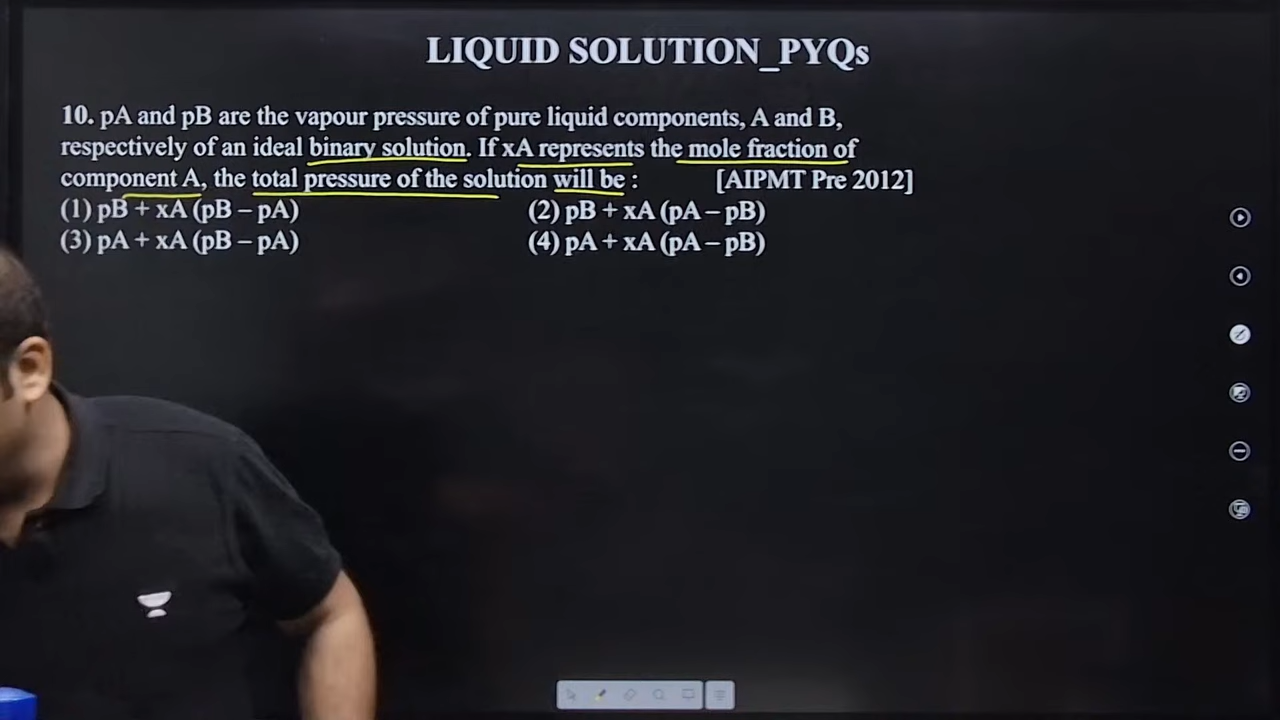 LIQUID SOLUTION_PYQs
10. pA and pB are the vapour pressure of pure liquid components, A and B,
respectively of an ideal binary solution. If xA represents the mole fraction of
component A, the total pressure of the solution will be : [AIPMT Pre 2012]
(1) pB + xA (pB – pA) (2) pB + xA (pA – pB)
(3) pA + xA (pB – pA) (4) pA + xA (pA – pB)